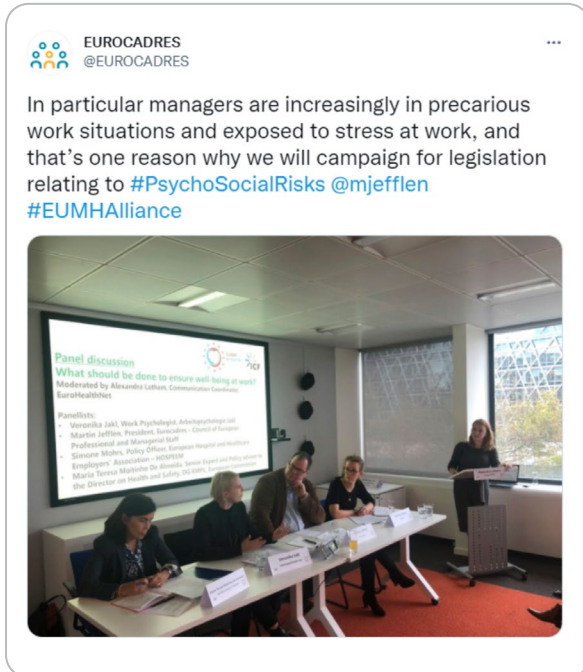 EUROCADRES
@EUROCADRES
In particular managers are increasingly in precarious
work situations and exposed to stress at work, and
that's one reason why we will campaign for legislation
relating to #PsychoSocialRisks @mjefflen
#EUMHAlliance
Panel discussion
What should be done to ensure well-being at work?
Moderated by Alexandra Latham, Communication Coordinator,
EuroHealthNet
ICF
Panellists:
• Veronika Jakl, Work Psychologist, Arbeitspsychologie Jakl
• Martin Jefflen, President, Eurocadres - Council of European
Professional and Managerial Staff
• Simone Mohrs, Policy Officer, European Hospital and Healthcare
Employers' Association - HOSPEEM
• Maria Teresa Moitinho De Almeida, Senior Expert and Policy Advisor to
the Director on Health and Safety, DG EMPL, European Commission